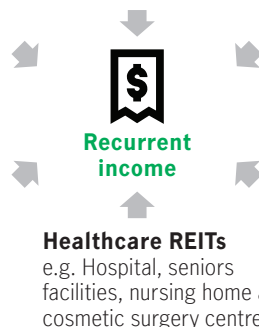 $
Recurrent
income
Healthcare REITs
e.g. Hospital, seniors
facilities, nursing home
cosmetic surgery centre